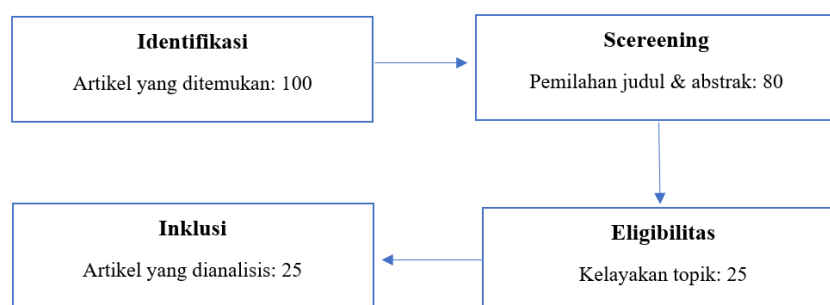 Identifikasi
Artikel yang ditemukan: 100
Scereening
Pemilahan judul & abstrak: 80
Eligibilitas
Kelayakan topik: 25
Inklusi
Artikel yang dianalisis: 25